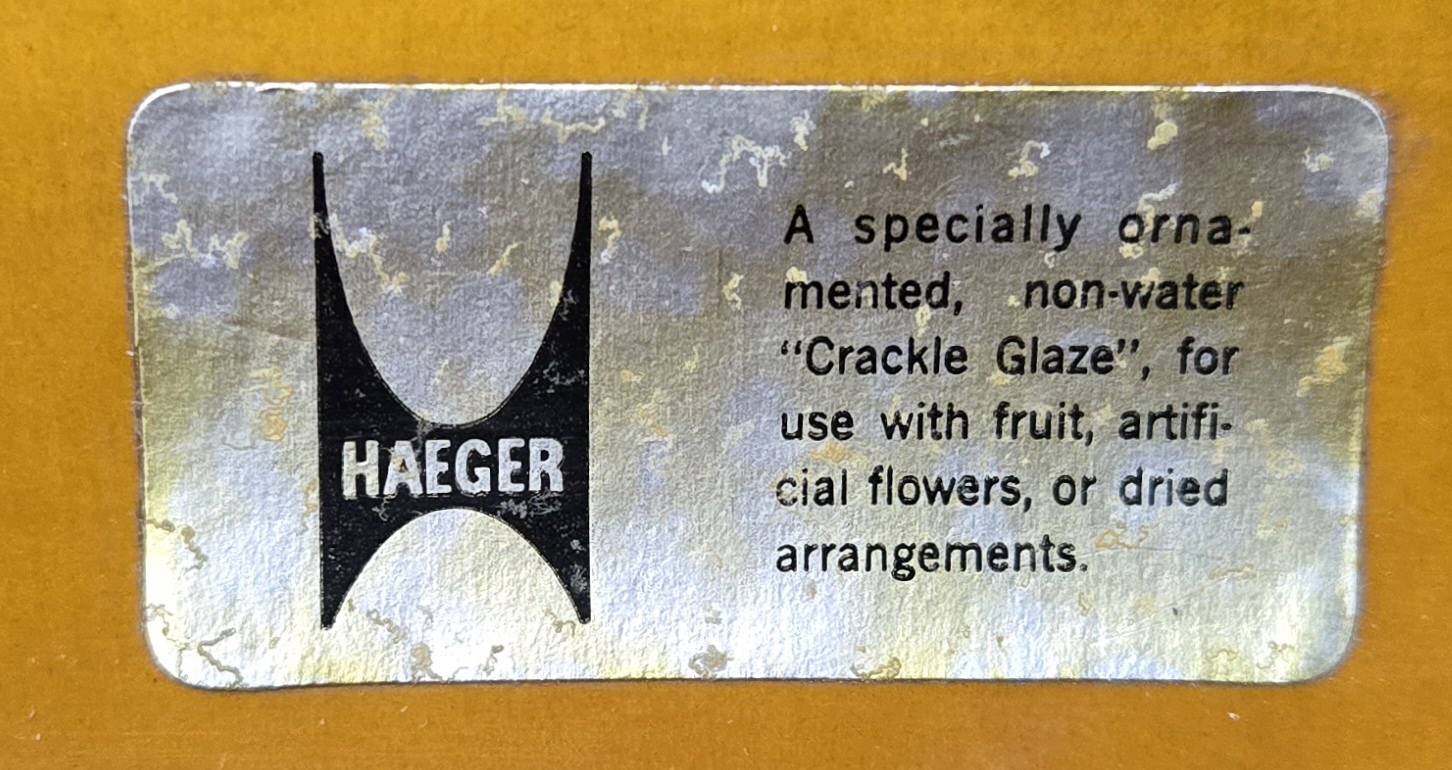 HAEGER
A specially orna-
mented, non-water
“Crackle Glaze”, for
use with fruit, artifi-
cial flowers, or dried
arrangements.